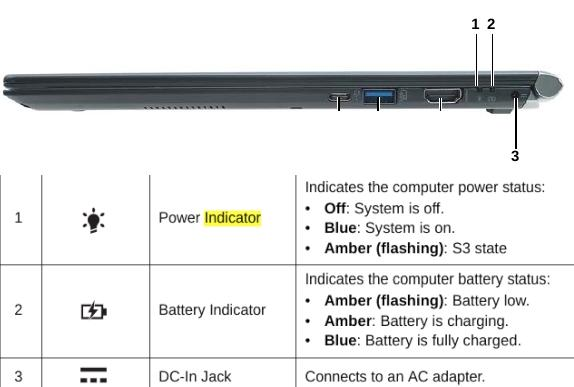 1 2
3
Indicates the computer power status:
• Off: System is off.
1 Power Indicator • Blue: System is on.
• Amber (flashing): S3 state
Indicates the computer battery status:
• Amber (flashing): Battery low.
2 Battery Indicator • Amber: Battery is charging.
• Blue: Battery is fully charged.
3 DC-In Jack Connects to an AC adapter.